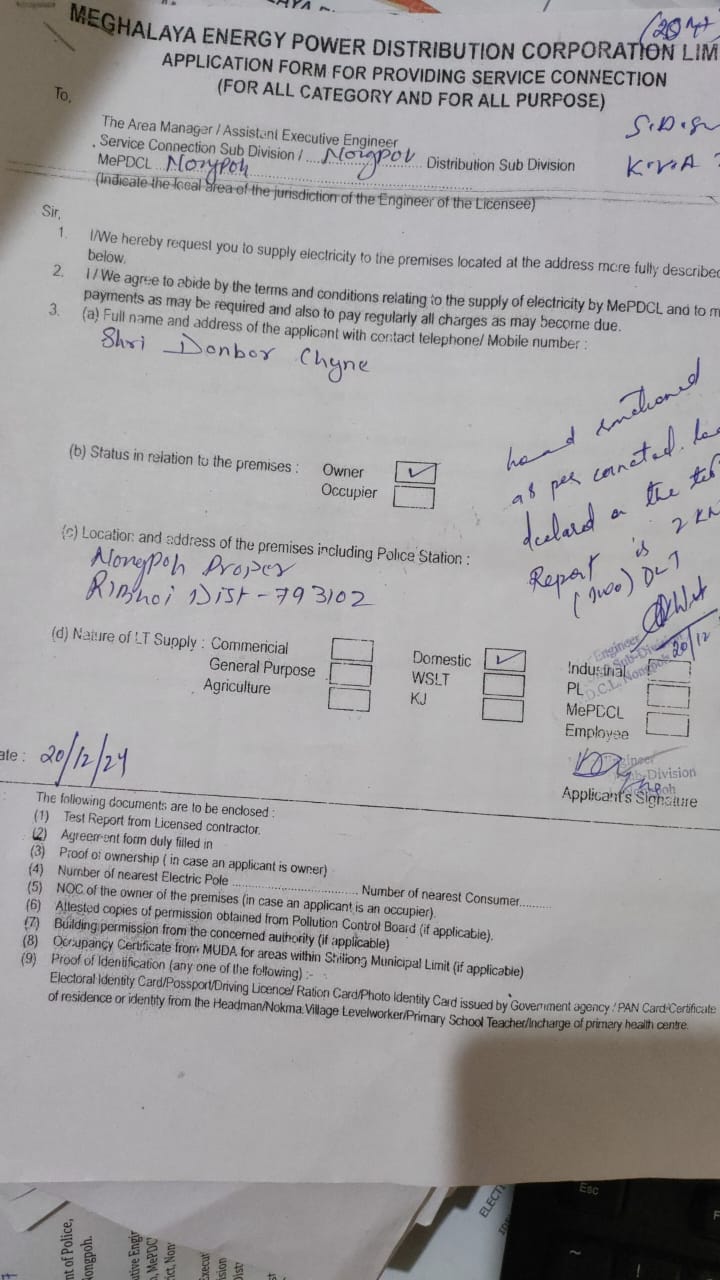 MEGHALAYA ENERGY POWER DISTRIBUTION CORPORATION LIM
APPLICATION FORM FOR PROVIDING SERVICE CONNECTION
(FOR ALL CATEGORY AND FOR ALL PURPOSE)
To,
The Area Manager / Assistant Executive Engineer
Service Connection Sub Division / .... Nongpoh .... Distribution Sub Division
MePDCL Nongpoh
(Indicate the local area of the jurisdiction of the Engineer of the Licensee)
Sir,
1. I/We hereby request you to supply electricity to the premises located at the address more fully described
below.
2. I / We agree to abide by the terms and conditions relating to the supply of electricity by MePDCL and to m
payments as may be required and also to pay regularly all charges as may become due.
3. (a) Full name and address of the applicant with contact telephone/ Mobile number :
Shri Donbor Chyne
(b) Status in relation to the premises : Owner ✓
Occupier
(c) Location and address of the premises including Police Station :
Nongpoh Proper
RiBhoi Dist - 793102
as per
declared on the
Report is 2
(two)
20/12
(d) Nature of LT Supply : Commericial Domestic ✓ Industrial
General Purpose WSLT PL
Agriculture KJ MePDCL
Employee
ate : 20/12/24
Applicant's Signature
The following documents are to be enclosed :
(1) Test Report from Licensed contractor.
(2) Agreement form duly filled in
(3) Proof of ownership ( in case an applicant is owner)
(4) Number of nearest Electric Pole ................................ Number of nearest Consumer.........
(5) NOC of the owner of the premises (in case an applicant is an occupier).
(6) Attested copies of permission obtained from Pollution Control Board (if applicable).
(7) Building permission from the concerned authority (if applicable)
(8) Occupancy Certificate from MUDA for areas within Shillong Municipal Limit (if applicable)
(9) Proof of Identification (any one of the following) :-
Electoral Identity Card/Possport/Driving Licence/ Ration Card/Photo Identity Card issued by Government agency / PAN Card/Certificate
of residence or identity from the Headman/Nokma.Village Levelworker/Primary School Teacher/Incharge of primary health centre.
Esc
nt of Police,
longpoh.